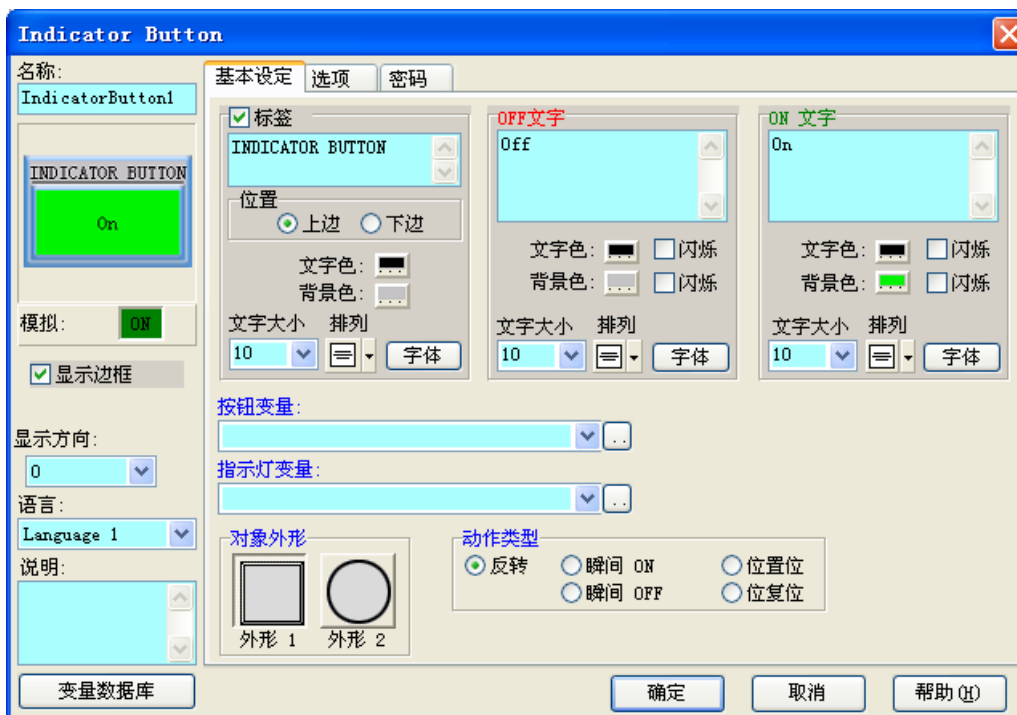 Indicator Button
名称:
IndicatorButton1
INDICATOR BUTTON
On
模拟: ON
显示边框
显示方向:
0
语言:
Language 1
说明:
变量数据库
基本设定 选项 密码
标签
INDICATOR BUTTON
位置
上边 下边
文字色: ...
背景色: ...
文字大小 排列
10 字体
OFF文字
Off
文字色: ... 闪烁
背景色: ... 闪烁
文字大小 排列
10 字体
ON 文字
On
文字色: ... 闪烁
背景色: ... 闪烁
文字大小 排列
10 字体
按钮变量:
..
指示灯变量:
..
对象外形
外形 1 外形 2
动作类型
反转 瞬间 ON 位置位
瞬间 OFF 位复位
确定 取消 帮助(H)